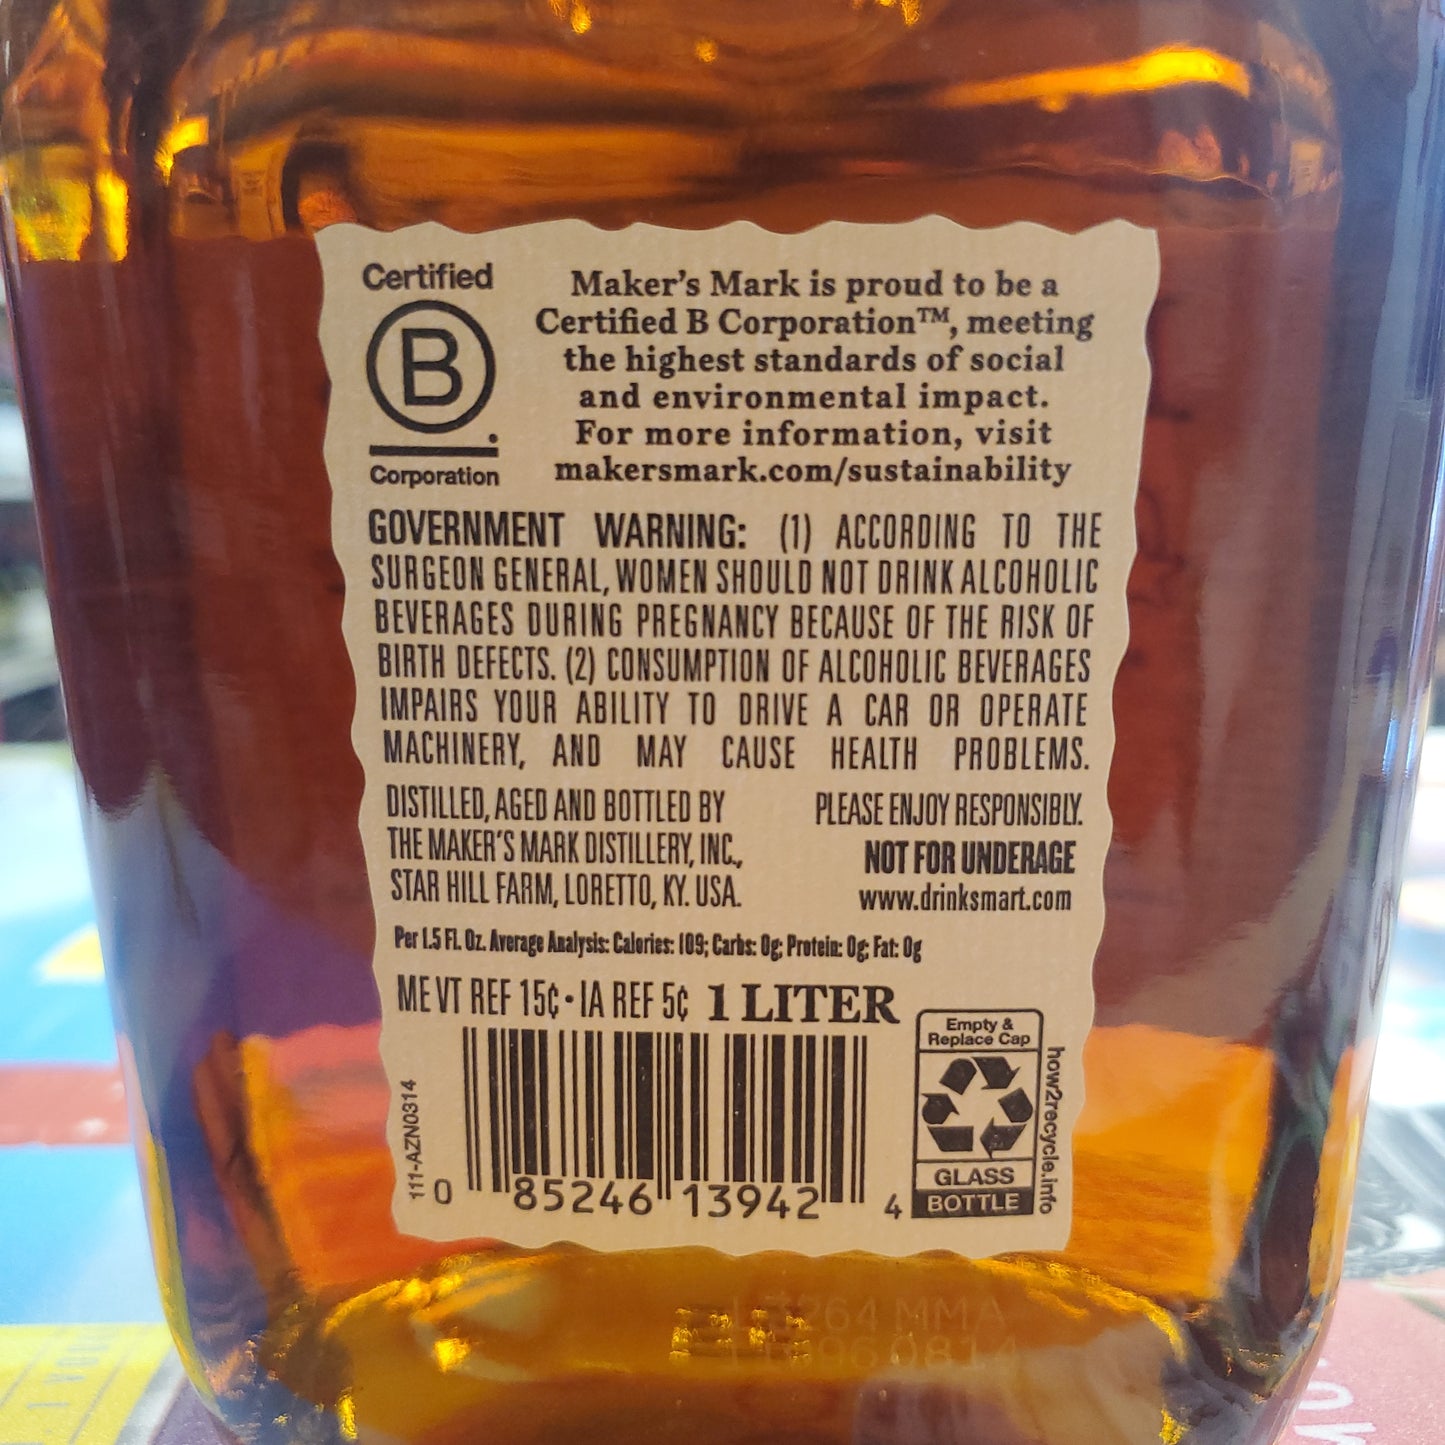 Certified
B
Corporation
Maker's Mark is proud to be a
Certified B Corporation™, meeting
the highest standards of social
and environmental impact.
For more information, visit
makersmark.com/sustainability
GOVERNMENT WARNING: (1) ACCORDING TO THE
SURGEON GENERAL, WOMEN SHOULD NOT DRINK ALCOHOLIC
BEVERAGES DURING PREGNANCY BECAUSE OF THE RISK OF
BIRTH DEFECTS. (2) CONSUMPTION OF ALCOHOLIC BEVERAGES
IMPAIRS YOUR ABILITY TO DRIVE A CAR OR OPERATE
MACHINERY, AND MAY CAUSE HEALTH PROBLEMS.
DISTILLED, AGED AND BOTTLED BY
THE MAKER'S MARK DISTILLERY, INC.,
STAR HILL FARM, LORETTO, KY. USA.
PLEASE ENJOY RESPONSIBLY.
NOT FOR UNDERAGE
www.drinksmart.com
Per 1.5 Fl. Oz. Average Analysis: Calories: 109; Carbs: 0g; Protein: 0g; Fat: 0g
ME VT REF 15¢ • IA REF 5¢ 1 LITER
111-AZN0314
0 85246 13942 4
Empty &
Replace Cap
GLASS
BOTTLE
how2recycle.info
MMA